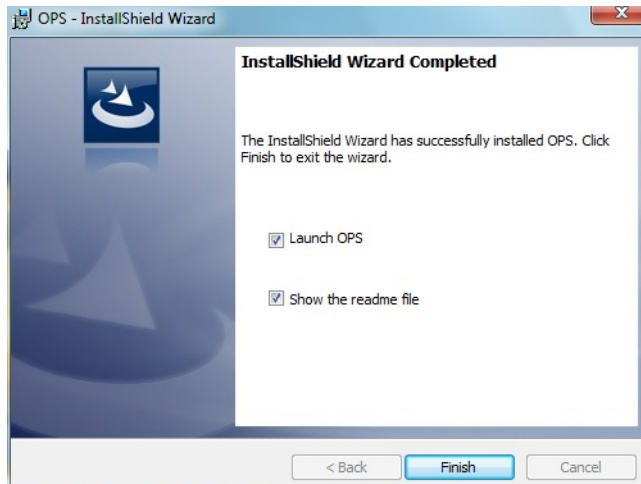 OPS - InstallShield Wizard
InstallShield Wizard Completed
The InstallShield Wizard has successfully installed OPS. Click
Finish to exit the wizard.
Launch OPS
Show the readme file
< Back
Finish
Cancel